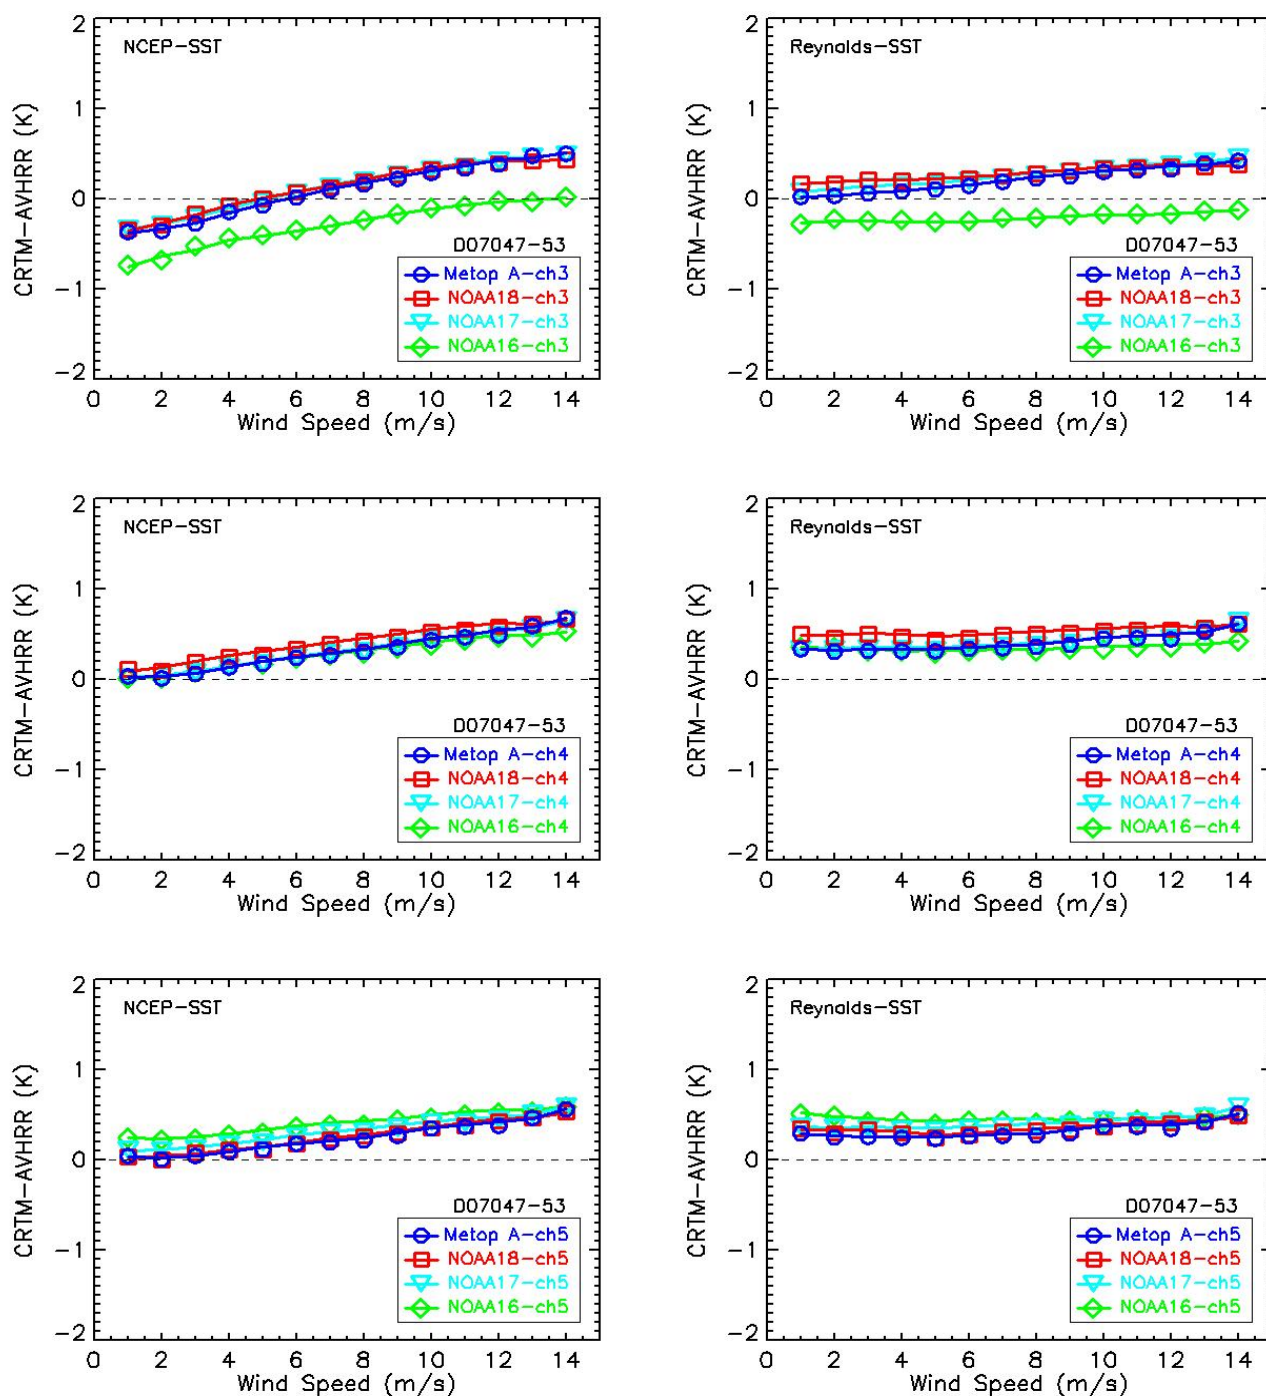 NCEP-SST
CRTM-AVHRR (K)
2
1
0
-1
-2
D07047-53
Metop A-ch3
NOAA18-ch3
NOAA17-ch3
NOAA16-ch3
0 2 4 6 8 10 12 14
Wind Speed (m/s)
Reynolds-SST
CRTM-AVHRR (K)
2
1
0
-1
-2
D07047-53
Metop A-ch3
NOAA18-ch3
NOAA17-ch3
NOAA16-ch3
0 2 4 6 8 10 12 14
Wind Speed (m/s)
NCEP-SST
CRTM-AVHRR (K)
2
1
0
-1
-2
D07047-53
Metop A-ch4
NOAA18-ch4
NOAA17-ch4
NOAA16-ch4
0 2 4 6 8 10 12 14
Wind Speed (m/s)
Reynolds-SST
CRTM-AVHRR (K)
2
1
0
-1
-2
D07047-53
Metop A-ch4
NOAA18-ch4
NOAA17-ch4
NOAA16-ch4
0 2 4 6 8 10 12 14
Wind Speed (m/s)
NCEP-SST
CRTM-AVHRR (K)
2
1
0
-1
-2
D07047-53
Metop A-ch5
NOAA18-ch5
NOAA17-ch5
NOAA16-ch5
0 2 4 6 8 10 12 14
Wind Speed (m/s)
Reynolds-SST
CRTM-AVHRR (K)
2
1
0
-1
-2
D07047-53
Metop A-ch5
NOAA18-ch5
NOAA17-ch5
NOAA16-ch5
0 2 4 6 8 10 12 14
Wind Speed (m/s)